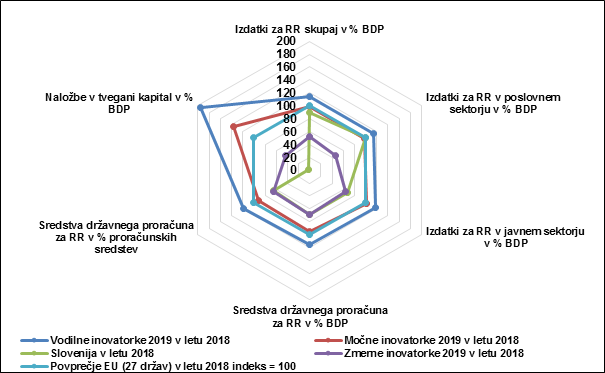 Izdatki za RR skupaj v % BDP
200
180
160
140
120
100
80
60
40
20
0
Izdatki za RR v poslovnem
sektorju v % BDP
Izdatki za RR v javnem sektorju
v % BDP
Sredstva državnega proračuna
za RR v % BDP
Sredstva državnega proračuna
za RR v % proračunskih
sredstev
Naložbe v tvegani kapital v %
BDP
Vodilne inovatorke 2019 v letu 2018
Močne inovatorke 2019 v letu 2018
Slovenija v letu 2018
Zmerne inovatorke 2019 v letu 2018
Povprečje EU (27 držav) v letu 2018 indeks = 100